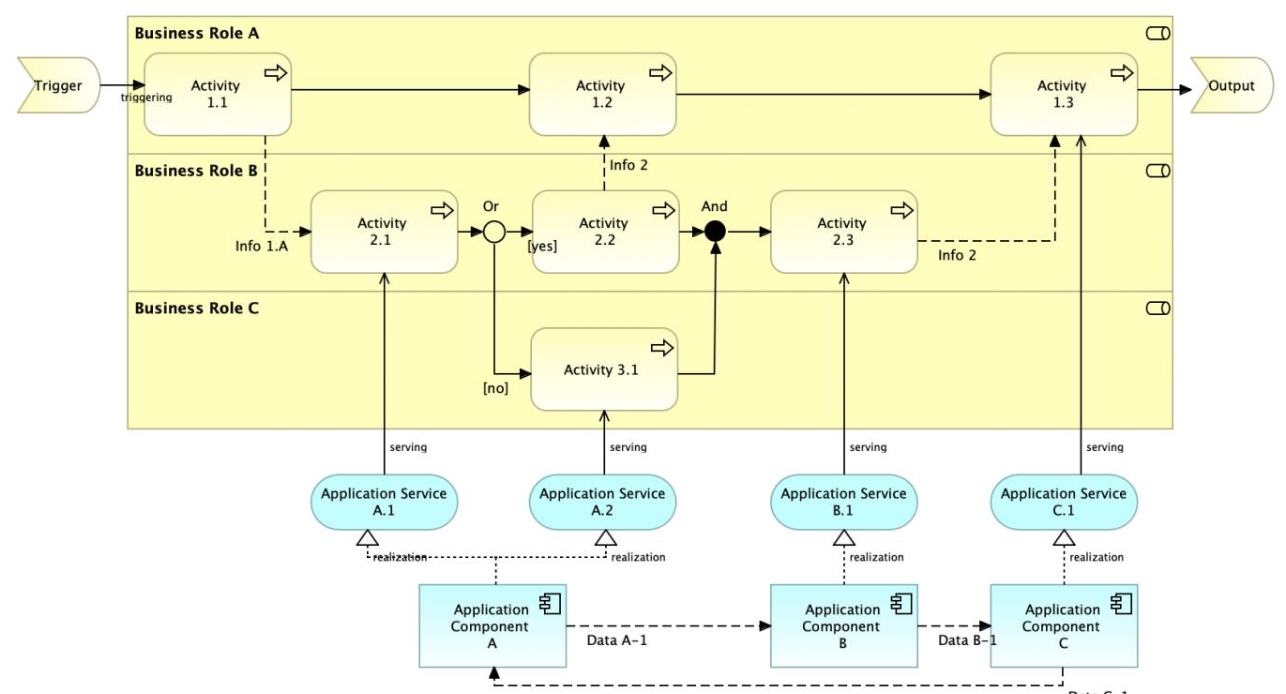 Business Role A
Trigger
triggering
Activity
1.1
Activity
1.2
Activity
1.3
Output
Business Role B
Info 2
Info 1.A
Activity
2.1
Or
[yes]
Activity
2.2
And
Activity
2.3
Info 2
Business Role C
[no]
Activity 3.1
serving
serving
serving
serving
Application Service
A.1
Application Service
A.2
Application Service
B.1
Application Service
C.1
realization
realization
realization
realization
Application
Component
A
Data A-1
Application
Component
B
Data B-1
Application
Component
C